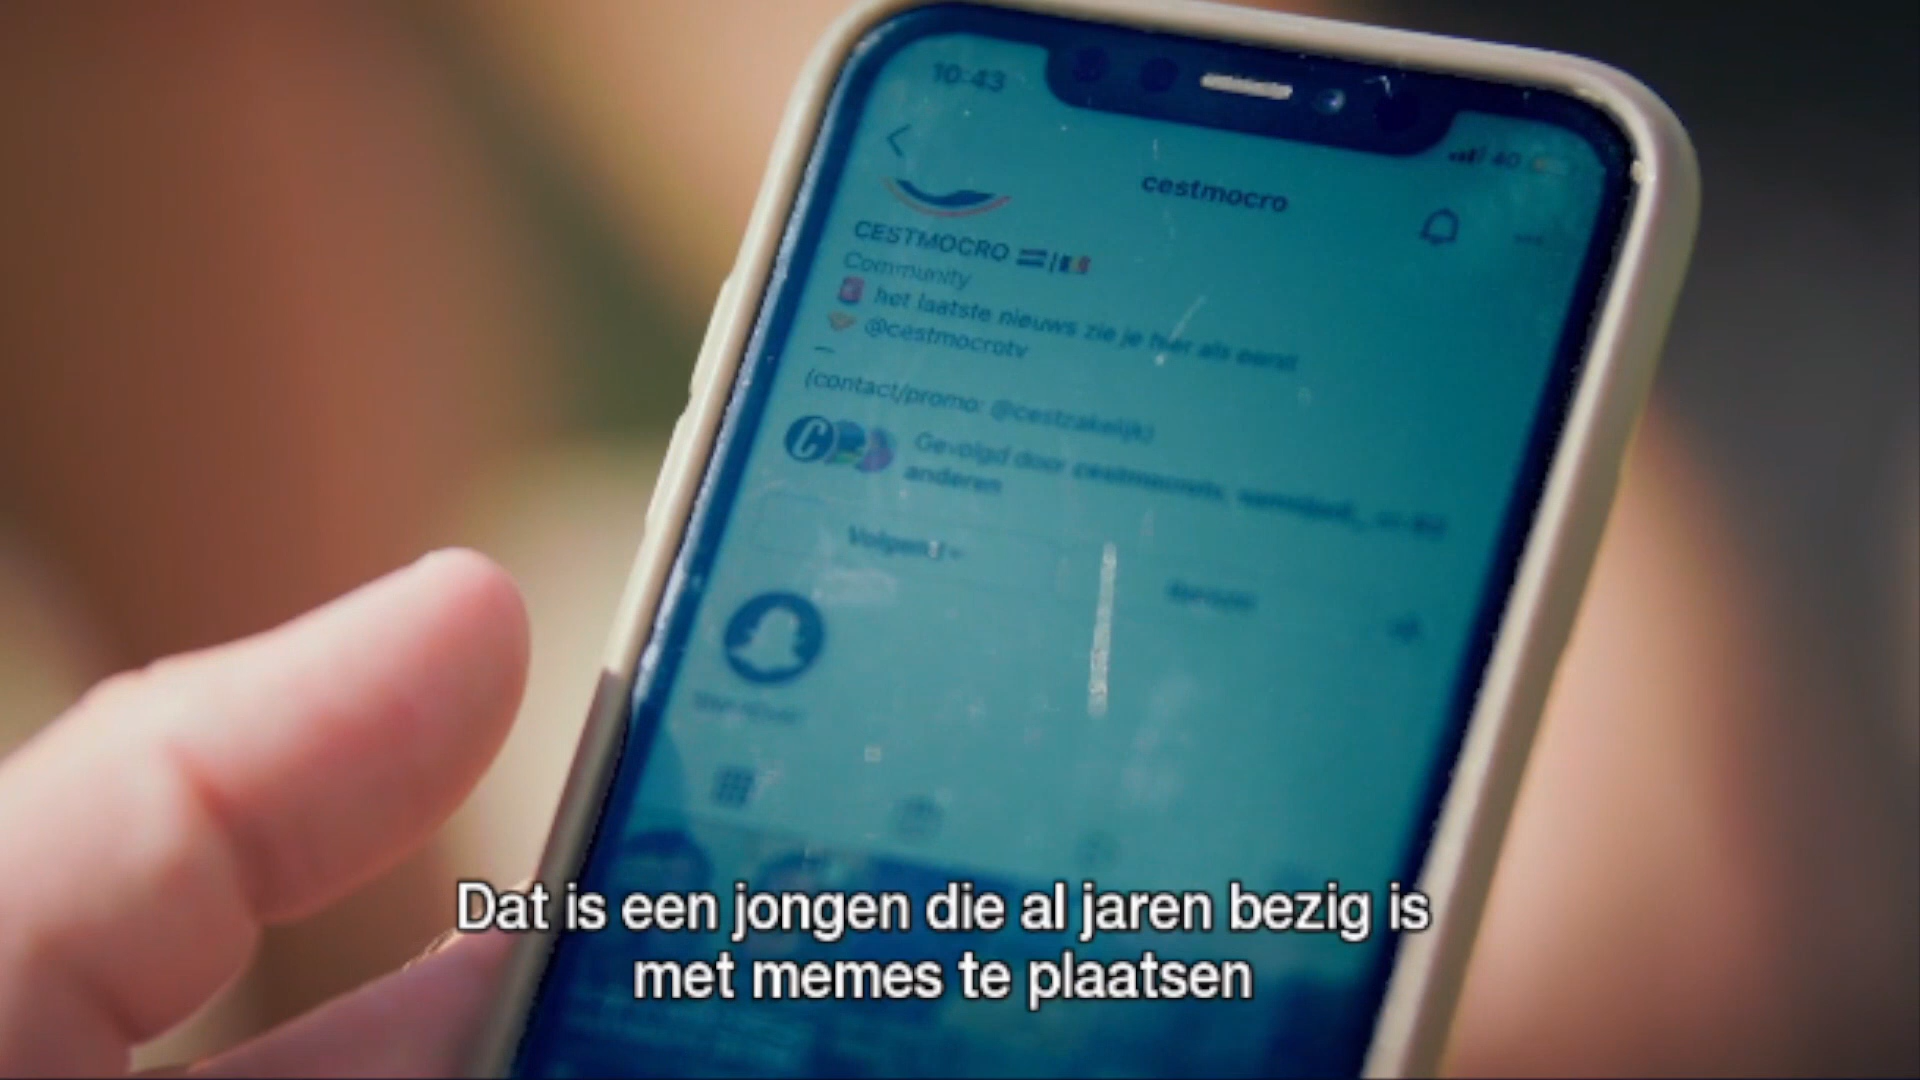 10:43
4G
cestmocro
CESTMOCRO
Community
het laatste nieuws zie je hier als eerst
@cestmocrotv
(contact/promo: @cestzakelijk)
Gevolgd door
anderen
Volgend
Dat is een jongen die al jaren bezig is
met memes te plaatsen